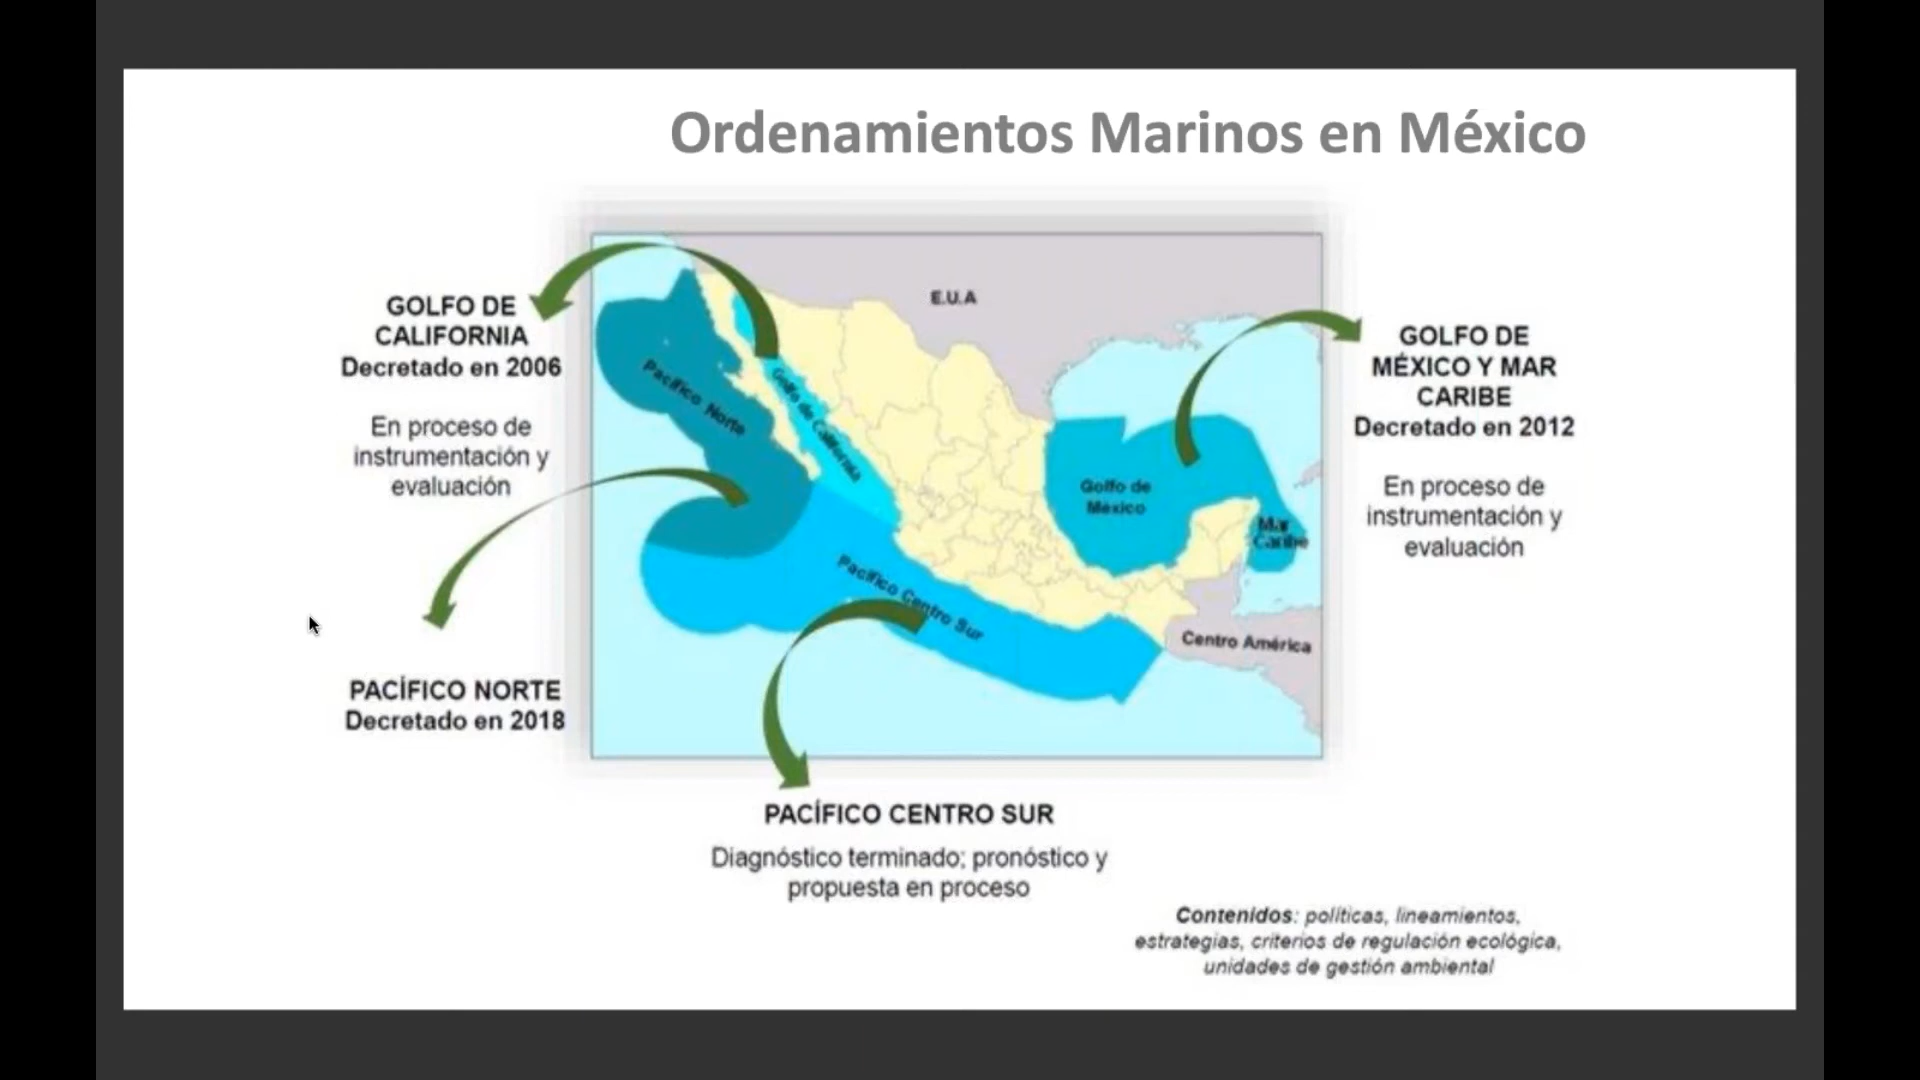 Ordenamientos Marinos en México
GOLFO DE
CALIFORNIA
Decretado en 2006
En proceso de
instrumentación y
evaluación
PACÍFICO NORTE
Decretado en 2018
E.U.A
Pacífico Norte
Golfo de California
Golfo de
México
Mar
Caribe
Pacífico Centro Sur
Centro América
GOLFO DE
MÉXICO Y MAR
CARIBE
Decretado en 2012
En proceso de
instrumentación y
evaluación
PACÍFICO CENTRO SUR
Diagnóstico terminado; pronóstico y
propuesta en proceso
Contenidos: políticas, lineamientos,
estrategias, criterios de regulación ecológica,
unidades de gestión ambiental